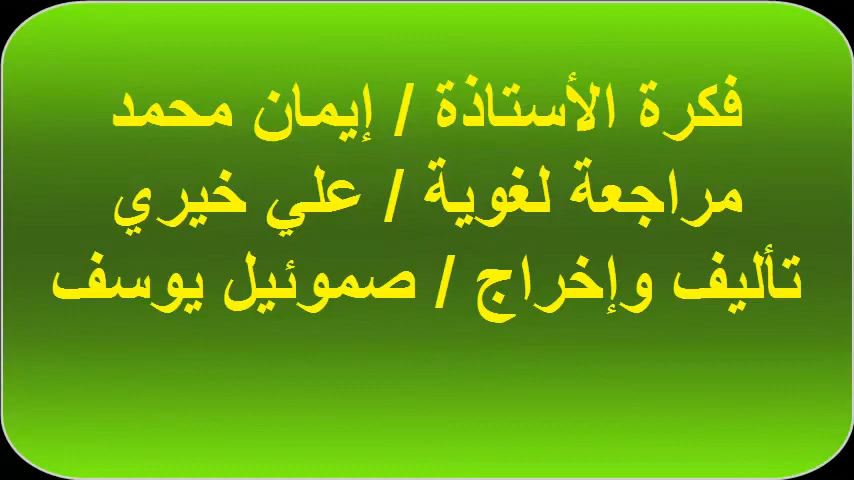 فكرة الأستاذة / إيمان محمد
مراجعة لغوية / علي خيري
تأليف وإخراج / صموئيل يوسف